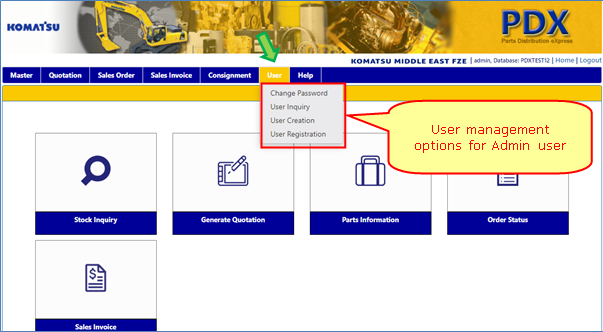 KOMATSU
PDX
Parts Distribution eXpress
KOMATSU MIDDLE EAST FZE | admin, Database: PDXTEST12 | Home | Logout
Master Quotation Sales Order Sales Invoice Consignment User Help
Change Password
User Inquiry
User Creation
User Registration
User management
options for Admin user
Stock Inquiry Generate Quotation Parts Information Order Status
Sales Invoice